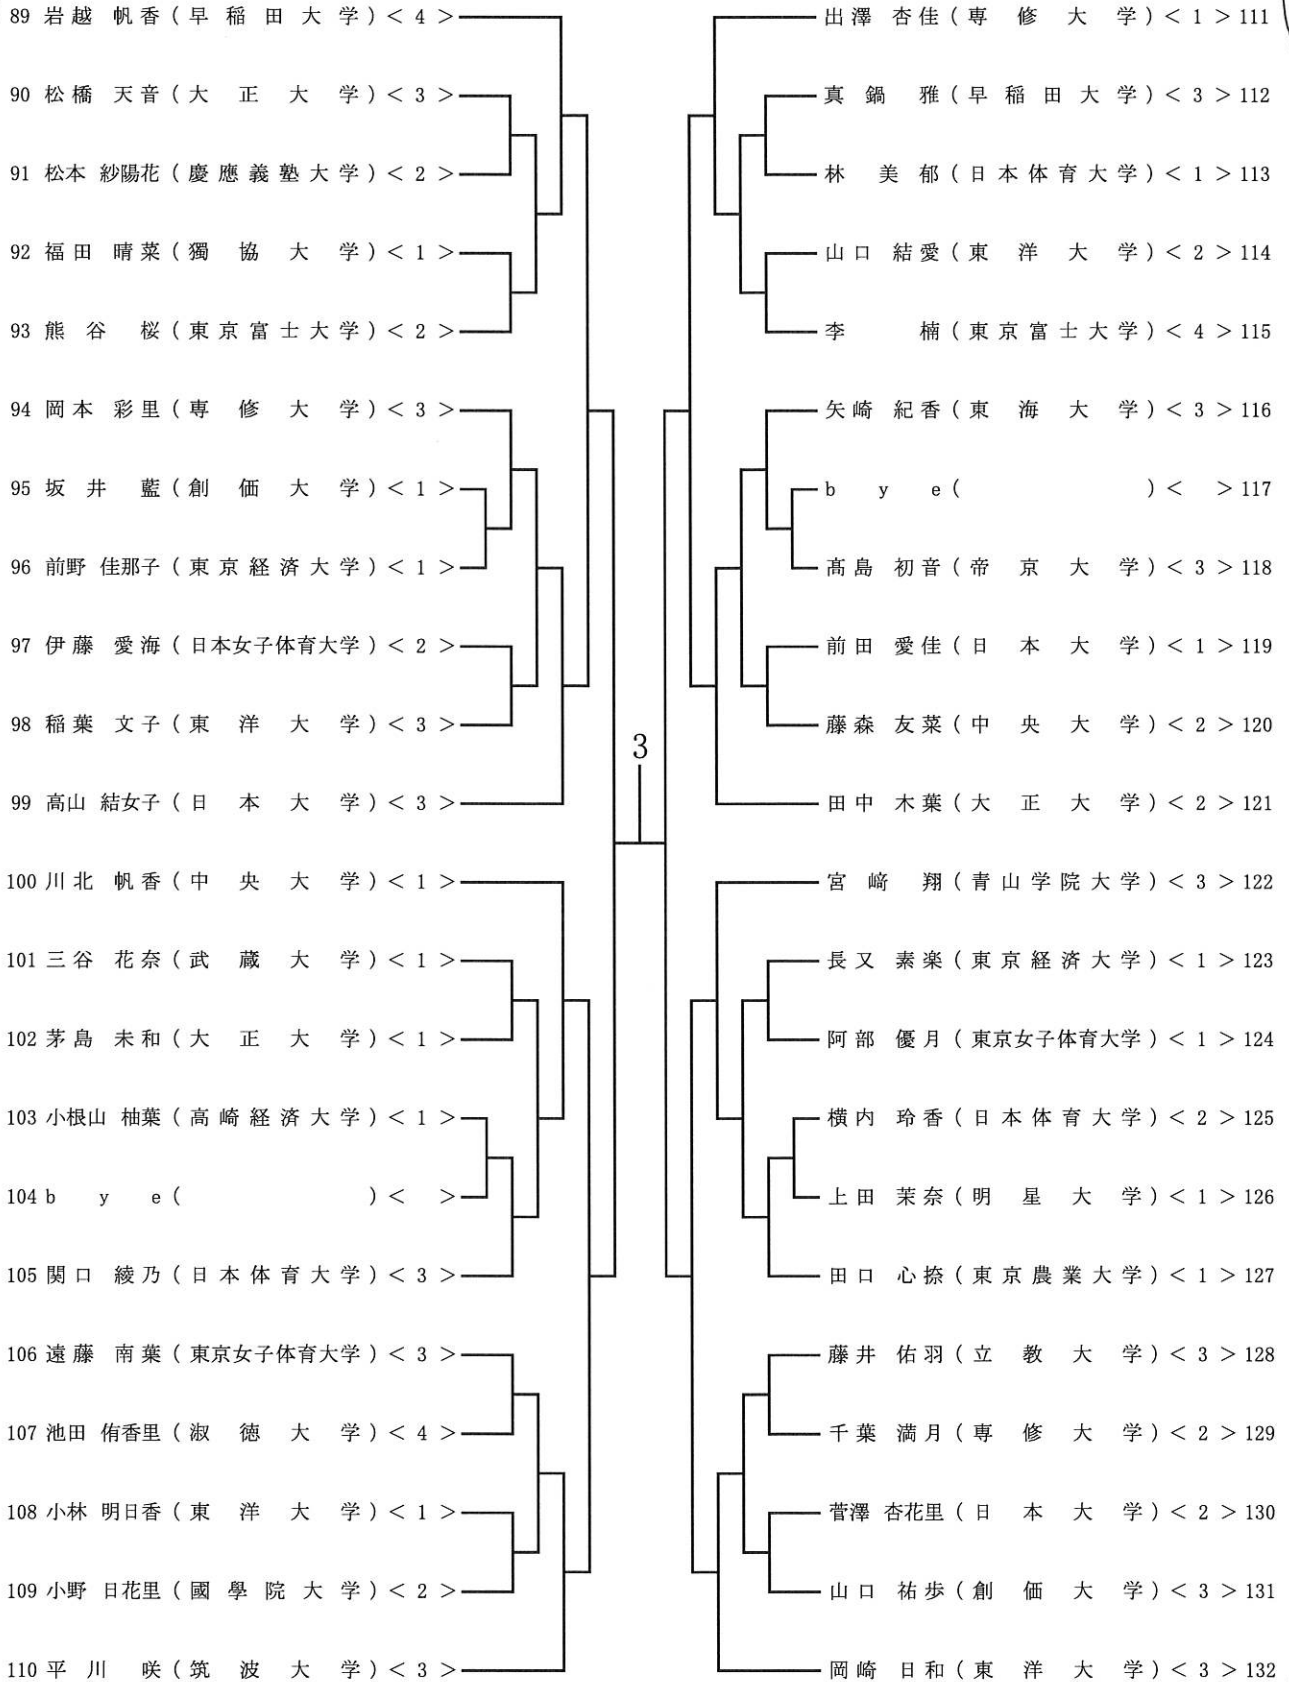 89 岩越 帆香 (早稲田大学) < 4 >
90 松橋 天音 (大正大学) < 3 >
91 松本 紗陽花 (慶應義塾大学) < 2 >
92 福田 晴菜 (獨協大学) < 1 >
93 熊谷 桜 (東京富士大学) < 2 >
94 岡本 彩里 (専修大学) < 3 >
95 坂井 藍 (創価大学) < 1 >
96 前野 佳那子 (東京経済大学) < 1 >
97 伊藤 愛海 (日本女子体育大学) < 2 >
98 稲葉 文子 (東洋大学) < 3 >
99 高山 結女子 (日本大学) < 3 >
100 川北 帆香 (中央大学) < 1 >
101 三谷 花奈 (武蔵大学) < 1 >
102 茅島 未和 (大正大学) < 1 >
103 小根山 柚葉 (高崎経済大学) < 1 >
104 bye ( ) < >
105 関口 綾乃 (日本体育大学) < 3 >
106 遠藤 南葉 (東京女子体育大学) < 3 >
107 池田 侑香里 (淑徳大学) < 4 >
108 小林 明日香 (東洋大学) < 1 >
109 小野 日花里 (國學院大学) < 2 >
110 平川 咲 (筑波大学) < 3 >
3
出澤 杏佳 (専修大学) < 1 > 111
真鍋 雅 (早稲田大学) < 3 > 112
林 美郁 (日本体育大学) < 1 > 113
山口 結愛 (東洋大学) < 2 > 114
李 楠 (東京富士大学) < 4 > 115
矢崎 紀香 (東海大学) < 3 > 116
bye ( ) < > 117
髙島 初音 (帝京大学) < 3 > 118
前田 愛佳 (日本大学) < 1 > 119
藤森 友菜 (中央大学) < 2 > 120
田中 木葉 (大正大学) < 2 > 121
宮﨑 翔 (青山学院大学) < 3 > 122
長又 素楽 (東京経済大学) < 1 > 123
阿部 優月 (東京女子体育大学) < 1 > 124
横内 玲香 (日本体育大学) < 2 > 125
上田 茉奈 (明星大学) < 1 > 126
田口 心捺 (東京農業大学) < 1 > 127
藤井 佑羽 (立教大学) < 3 > 128
千葉 満月 (専修大学) < 2 > 129
菅澤 杏花里 (日本大学) < 2 > 130
山口 祐歩 (創価大学) < 3 > 131
岡崎 日和 (東洋大学) < 3 > 132